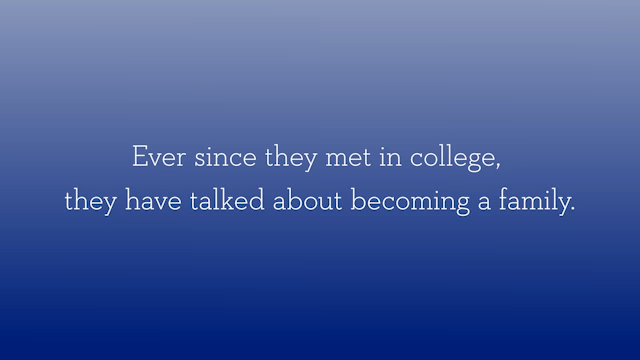 Ever since they met in college,
they have talked about becoming a family.